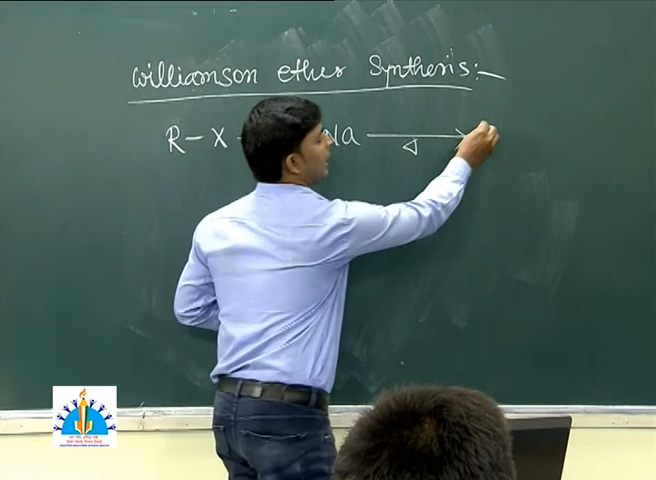 Williamson ether Synthesis:-
R-X - Na Δ